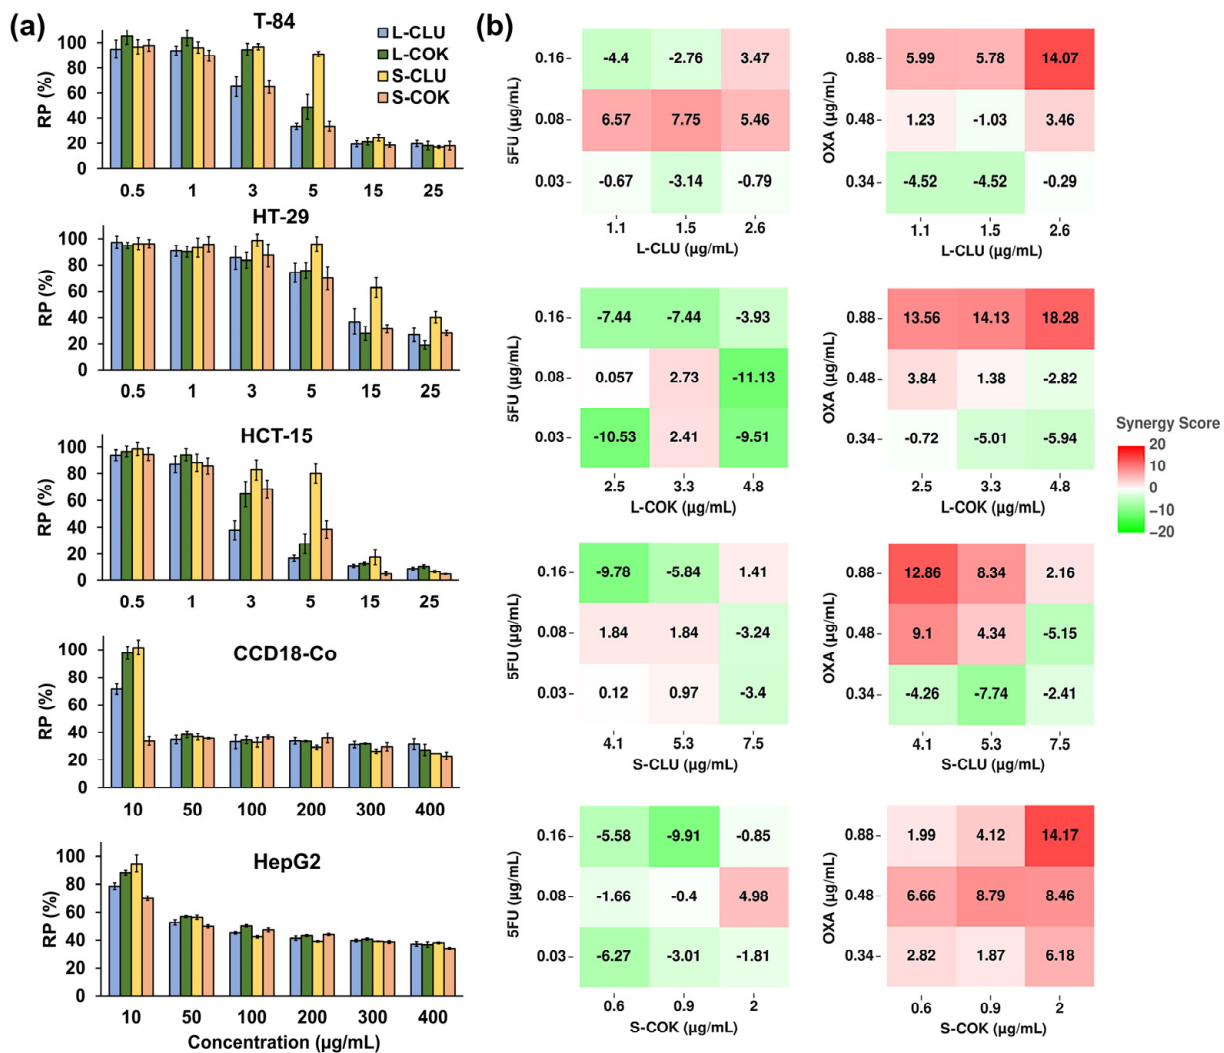 (a)
T-84
L-CLU
L-COK
S-CLU
S-COK
RP (%)
100
80
60
40
20
0
0.5 1 3 5 15 25
HT-29
RP (%)
100
80
60
40
20
0
0.5 1 3 5 15 25
HCT-15
RP (%)
100
80
60
40
20
0
0.5 1 3 5 15 25
CCD18-Co
RP (%)
100
80
60
40
20
0
10 50 100 200 300 400
HepG2
RP (%)
100
80
60
40
20
0
10 50 100 200 300 400
Concentration (µg/mL)
(b)
5FU (µg/mL)
0.16 -4.4 -2.76 3.47
0.08 6.57 7.75 5.46
0.03 -0.67 -3.14 -0.79
1.1 1.5 2.6
L-CLU (µg/mL)
OXA (µg/mL)
0.88 5.99 5.78 14.07
0.48 1.23 -1.03 3.46
0.34 -4.52 -4.52 -0.29
1.1 1.5 2.6
L-CLU (µg/mL)
5FU (µg/mL)
0.16 -7.44 -7.44 -3.93
0.08 0.057 2.73 -11.13
0.03 -10.53 2.41 -9.51
2.5 3.3 4.8
L-COK (µg/mL)
OXA (µg/mL)
0.88 13.56 14.13 18.28
0.48 3.84 1.38 -2.82
0.34 -0.72 -5.01 -5.94
2.5 3.3 4.8
L-COK (µg/mL)
Synergy Score
20
10
0
−10
−20
5FU (µg/mL)
0.16 -9.78 -5.84 1.41
0.08 1.84 1.84 -3.24
0.03 0.12 0.97 -3.4
4.1 5.3 7.5
S-CLU (µg/mL)
OXA (µg/mL)
0.88 12.86 8.34 2.16
0.48 9.1 4.34 -5.15
0.34 -4.26 -7.74 -2.41
4.1 5.3 7.5
S-CLU (µg/mL)
5FU (µg/mL)
0.16 -5.58 -9.91 -0.85
0.08 -1.66 -0.4 4.98
0.03 -6.27 -3.01 -1.81
0.6 0.9 2
S-COK (µg/mL)
OXA (µg/mL)
0.88 1.99 4.12 14.17
0.48 6.66 8.79 8.46
0.34 2.82 1.87 6.18
0.6 0.9 2
S-COK (µg/mL)